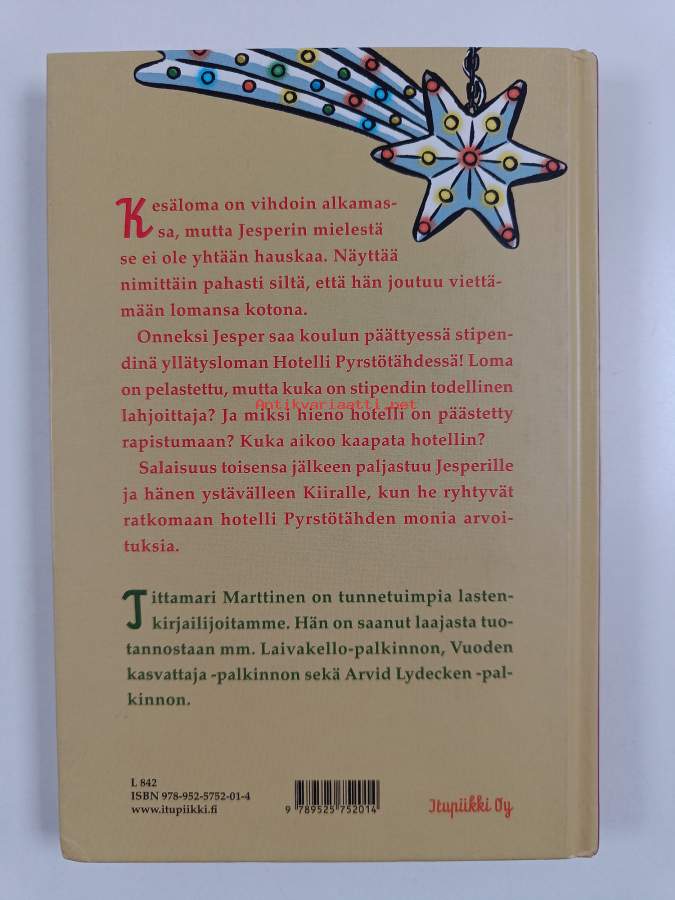 Kesäloma on vihdoin alkamas-
sa, mutta Jesperin mielestä
se ei ole yhtään hauskaa. Näyttää
nimittäin pahasti siltä, että hän joutuu viettä-
mään lomansa kotona.
Onneksi Jesper saa koulun päättyessä stipen-
dinä yllätysloman Hotelli Pyrstötähdessä! Loma
on pelastettu, mutta kuka on stipendin todellinen
Antikvariaatti.net
lahjoittaja? Ja miksi hieno hotelli on päästetty
rapistumaan? Kuka aikoo kaapata hotellin?
Salaisuus toisensa jälkeen paljastuu Jesperille
ja hänen ystävälleen Kiiralle, kun he ryhtyvät
ratkomaan hotelli Pyrstötähden monia arvoi-
tuksia.
Tittamari Marttinen on tunnetuimpia lasten-
kirjailijoitamme. Hän on saanut laajasta tuo-
tannostaan mm. Laivakello-palkinnon, Vuoden
kasvattaja -palkinnon sekä Arvid Lydecken -pal-
kinnon.
L 842
ISBN 978-952-5752-01-4
www.itupiikki.fi
9 789525 752014
Itupiikki Oy